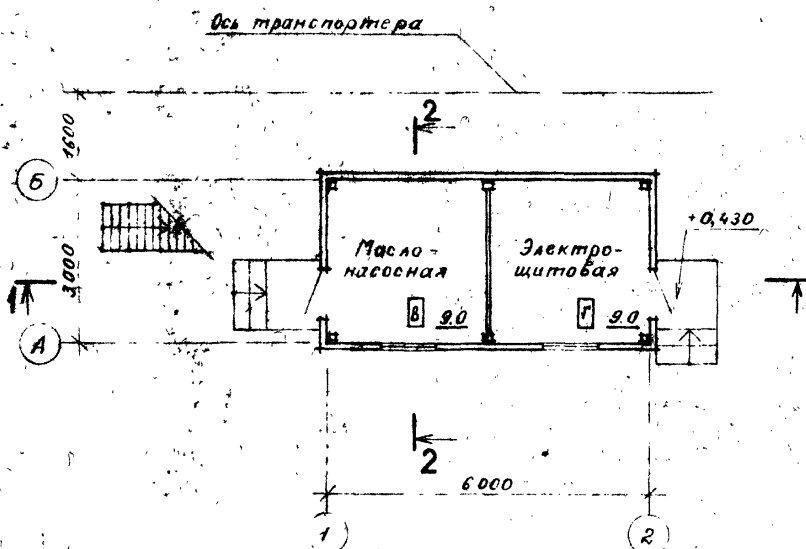 Ось транспортера
2
1600
Б
+0,430
Масло-
насосная
Электро-
щитовая
3000
1
В 9.0
Г 9.0
А
2
6000
1
2